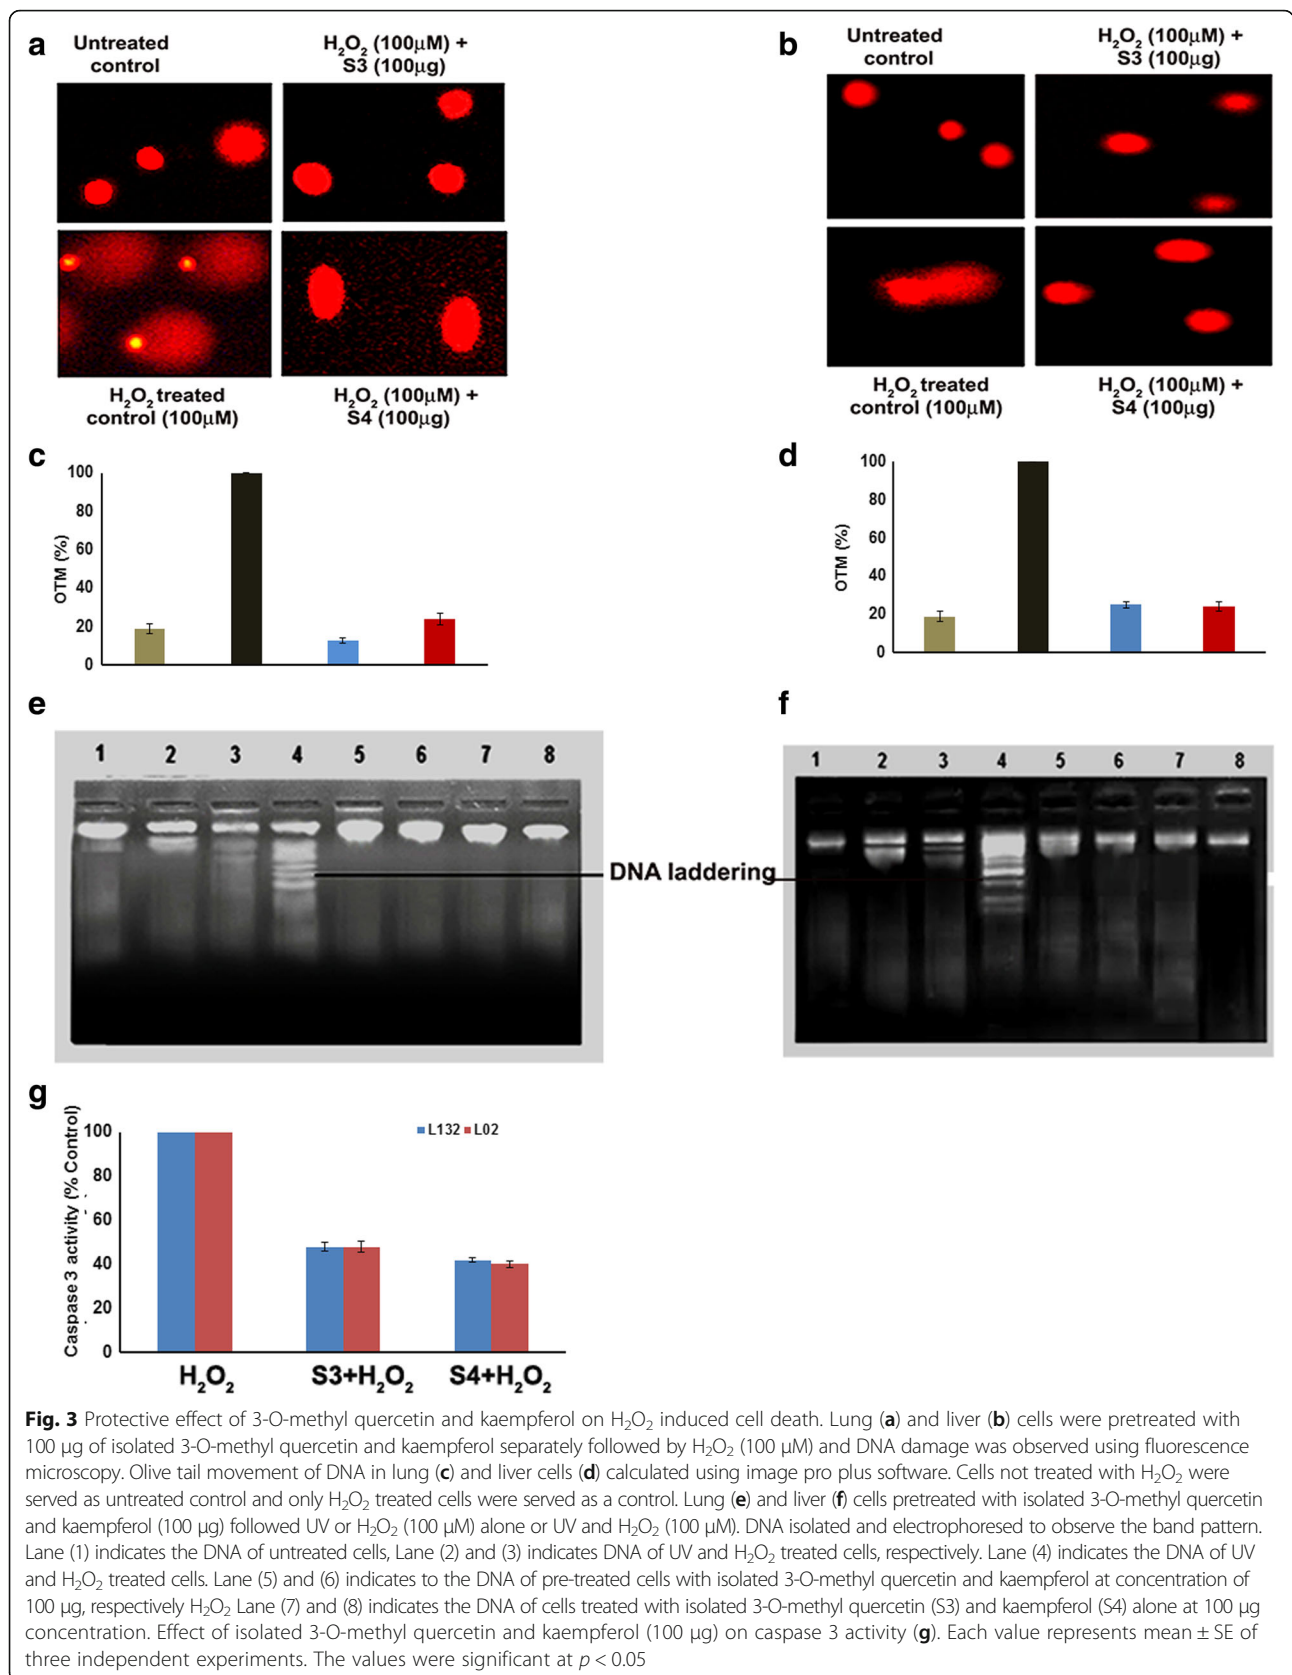 a
Untreated
control
H₂O₂ (100µM) +
S3 (100µg)
H₂O₂ treated
control (100µM)
H₂O₂ (100µM) +
S4 (100µg)
b
Untreated
control
H₂O₂ (100µM) +
S3 (100µg)
H₂O₂ treated
control (100µM)
H₂O₂ (100µM) +
S4 (100µg)
c
OTM (%)
100
80
60
40
20
0
d
OTM (%)
100
80
60
40
20
0
e
1 2 3 4 5 6 7 8
DNA laddering
f
1 2 3 4 5 6 7 8
g
Caspase 3 activity (% Control)
100
80
60
40
20
0
L132 L02
H₂O₂ S3+H₂O₂ S4+H₂O₂
Fig. 3 Protective effect of 3-O-methyl quercetin and kaempferol on H₂O₂ induced cell death. Lung (a) and liver (b) cells were pretreated with
100 µg of isolated 3-O-methyl quercetin and kaempferol separately followed by H₂O₂ (100 µM) and DNA damage was observed using fluorescence
microscopy. Olive tail movement of DNA in lung (c) and liver cells (d) calculated using image pro plus software. Cells not treated with H₂O₂ were
served as untreated control and only H₂O₂ treated cells were served as a control. Lung (e) and liver (f) cells pretreated with isolated 3-O-methyl quercetin
and kaempferol (100 µg) followed UV or H₂O₂ (100 µM) alone or UV and H₂O₂ (100 µM). DNA isolated and electrophoresed to observe the band pattern.
Lane (1) indicates the DNA of untreated cells, Lane (2) and (3) indicates DNA of UV and H₂O₂ treated cells, respectively. Lane (4) indicates the DNA of UV
and H₂O₂ treated cells. Lane (5) and (6) indicates to the DNA of pre-treated cells with isolated 3-O-methyl quercetin and kaempferol at concentration of
100 µg, respectively H₂O₂ Lane (7) and (8) indicates the DNA of cells treated with isolated 3-O-methyl quercetin (S3) and kaempferol (S4) alone at 100 µg
concentration. Effect of isolated 3-O-methyl quercetin and kaempferol (100 µg) on caspase 3 activity (g). Each value represents mean ± SE of
three independent experiments. The values were significant at p < 0.05